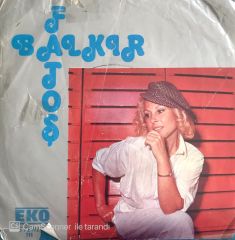 FATOŞ
BALKIR
EKO
CamScanner ile tarandı